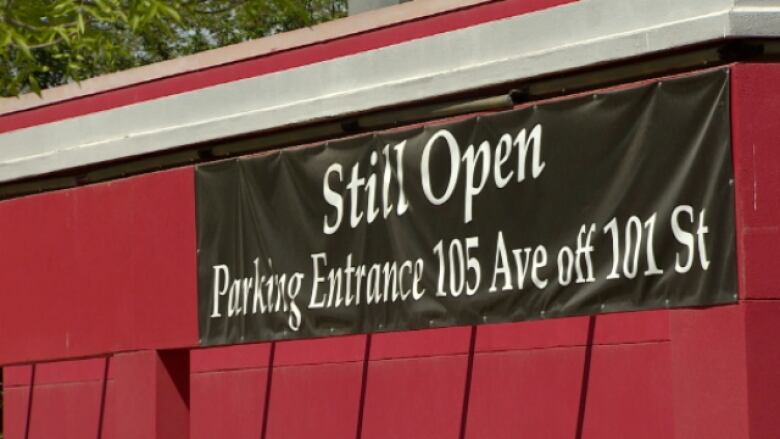 Still Open
Parking Entrance 105 Ave off 101 St